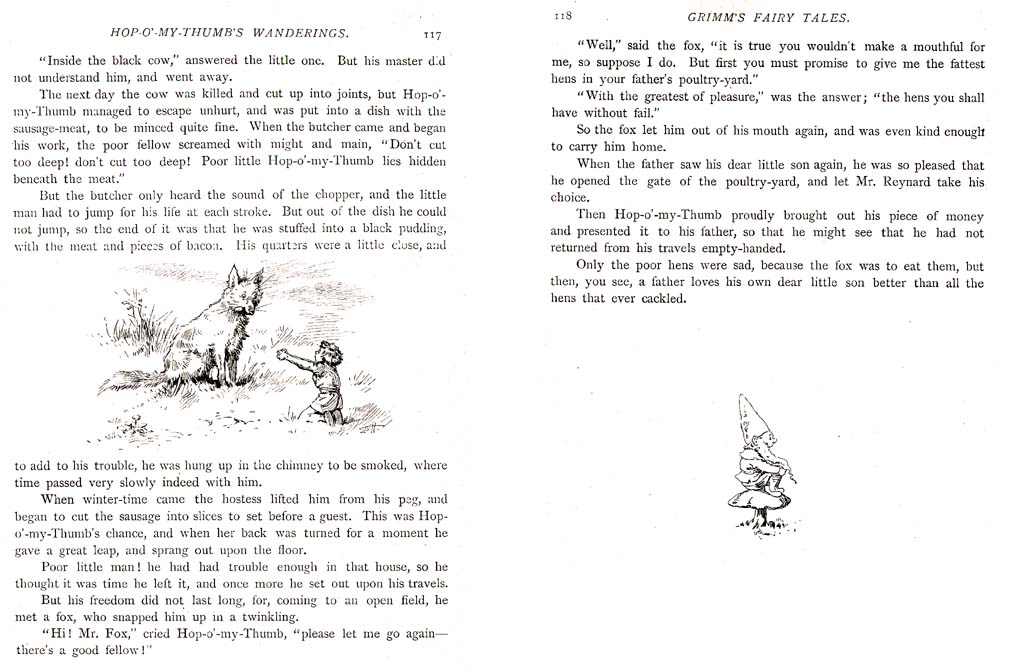 HOP-O'-MY-THUMB'S WANDERINGS. 117
"Inside the black cow," answered the little one. But his master did
not understand him, and went away.
The next day the cow was killed and cut up into joints, but Hop-o'-
my-Thumb managed to escape unhurt, and was put into a dish with the
sausage-meat, to be minced quite fine. When the butcher came and began
his work, the poor fellow screamed with might and main, "Don't cut
too deep! don't cut too deep! Poor little Hop-o'-my-Thumb lies hidden
beneath the meat."
But the butcher only heard the sound of the chopper, and the little
man had to jump for his life at each stroke. But out of the dish he could
not jump, so the end of it was that he was stuffed into a black pudding,
with the meat and pieces of bacon. His quarters were a little close, and
to add to his trouble, he was hung up in the chimney to be smoked, where
time passed very slowly indeed with him.
When winter-time came the hostess lifted him from his peg, and
began to cut the sausage into slices to set before a guest. This was Hop-
o'-my-Thumb's chance, and when her back was turned for a moment he
gave a great leap, and sprang out upon the floor.
Poor little man! he had had trouble enough in that house, so he
thought it was time he left it, and once more he set out upon his travels.
But his freedom did not last long, for, coming to an open field, he
met a fox, who snapped him up in a twinkling.
"Hi! Mr. Fox," cried Hop-o'-my-Thumb, "please let me go again—
there's a good fellow!"
118 GRIMM'S FAIRY TALES.
"Well," said the fox, "it is true you wouldn't make a mouthful for
me, so suppose I do. But first you must promise to give me the fattest
hens in your father's poultry-yard."
"With the greatest of pleasure," was the answer; "the hens you shall
have without fail."
So the fox let him out of his mouth again, and was even kind enough
to carry him home.
When the father saw his dear little son again, he was so pleased that
he opened the gate of the poultry-yard, and let Mr. Reynard take his
choice.
Then Hop-o'-my-Thumb proudly brought out his piece of money
and presented it to his father, so that he might see that he had not
returned from his travels empty-handed.
Only the poor hens were sad, because the fox was to eat them, but
then, you see, a father loves his own dear little son better than all the
hens that ever cackled.